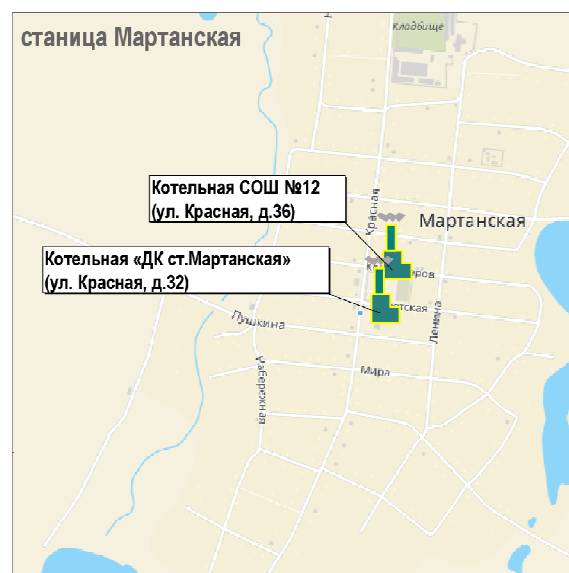 станица Мартанская
Кладбище
Котельная СОШ №12
(ул. Красная, д.36)
Красная
Мартанская
Котельная «ДК ст.Мартанская»
(ул. Красная, д.32)
Пушкина
Ленина
Мира
Набережная